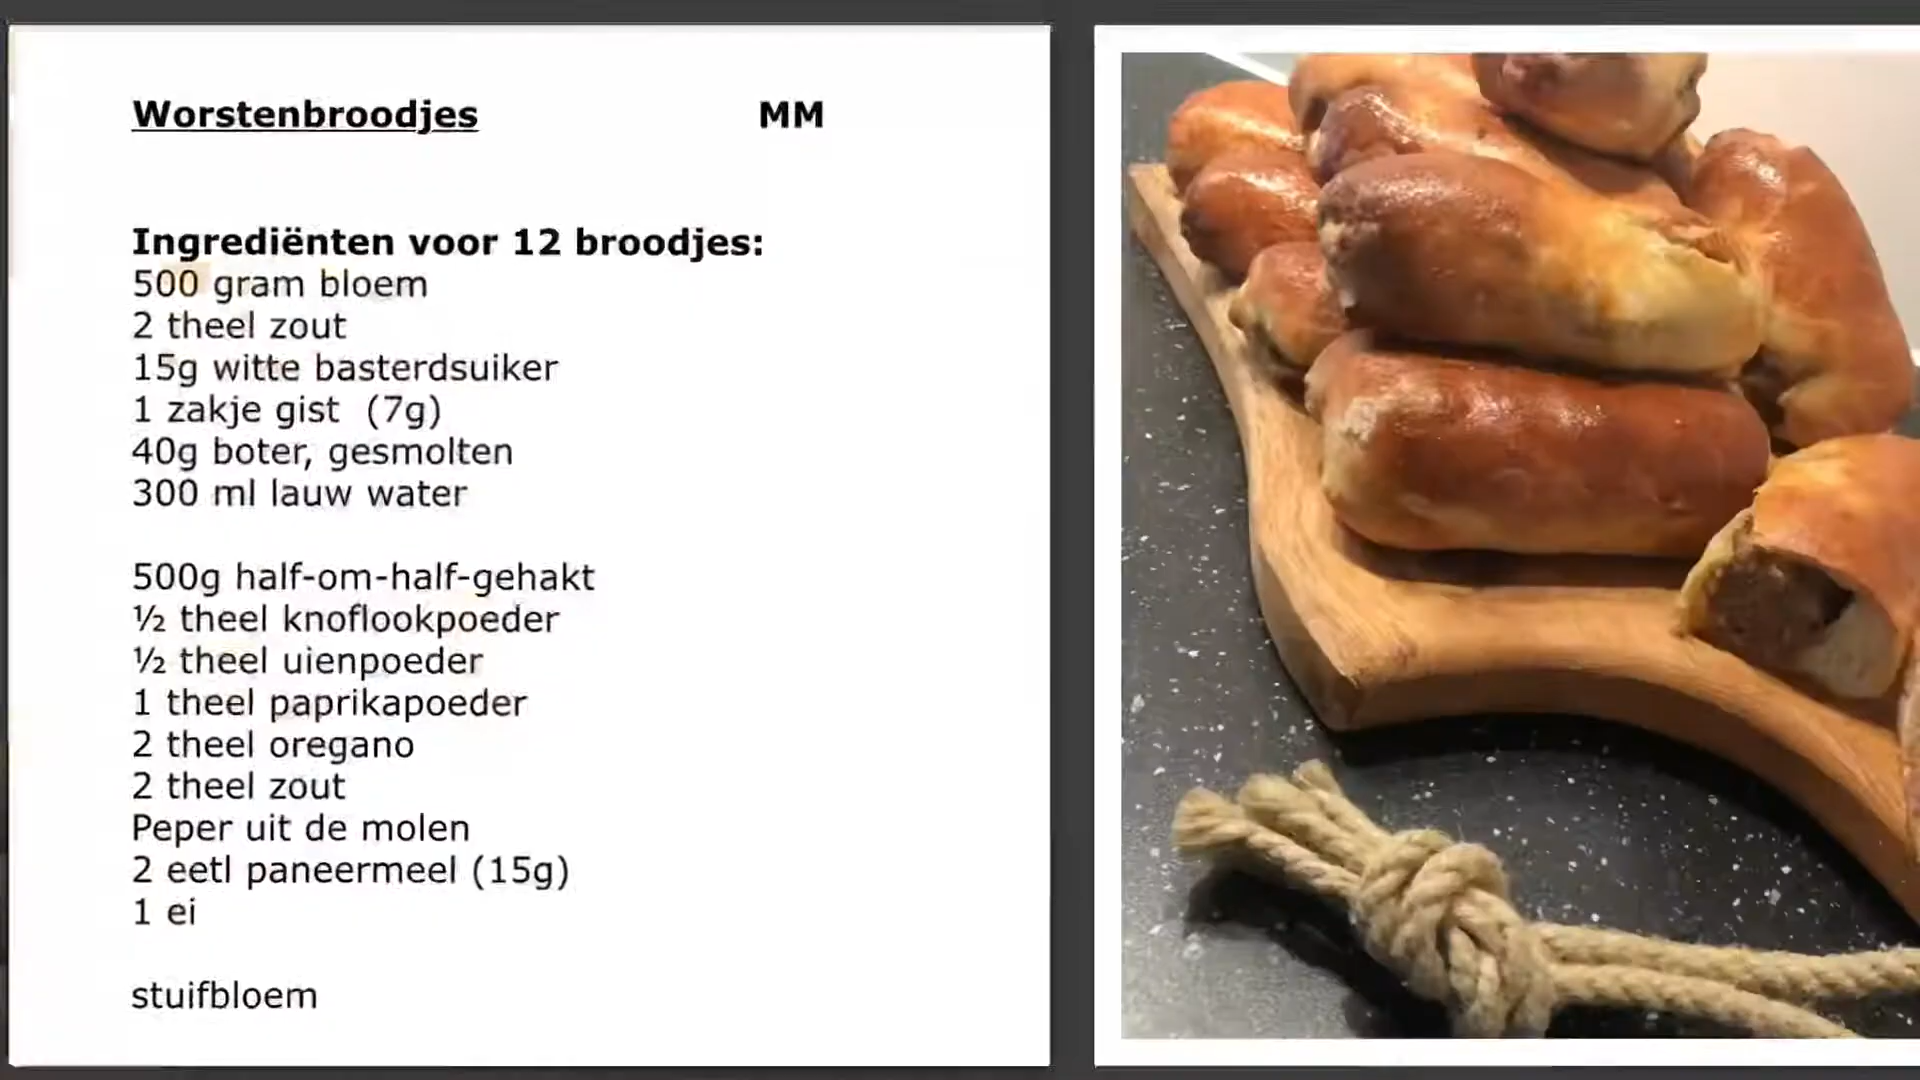 Worstenbroodjes MM
Ingrediënten voor 12 broodjes:
500 gram bloem
2 theel zout
15g witte basterdsuiker
1 zakje gist (7g)
40g boter, gesmolten
300 ml lauw water
500g half-om-half-gehakt
½ theel knoflookpoeder
½ theel uienpoeder
1 theel paprikapoeder
2 theel oregano
2 theel zout
Peper uit de molen
2 eetl paneermeel (15g)
1 ei
stuifbloem